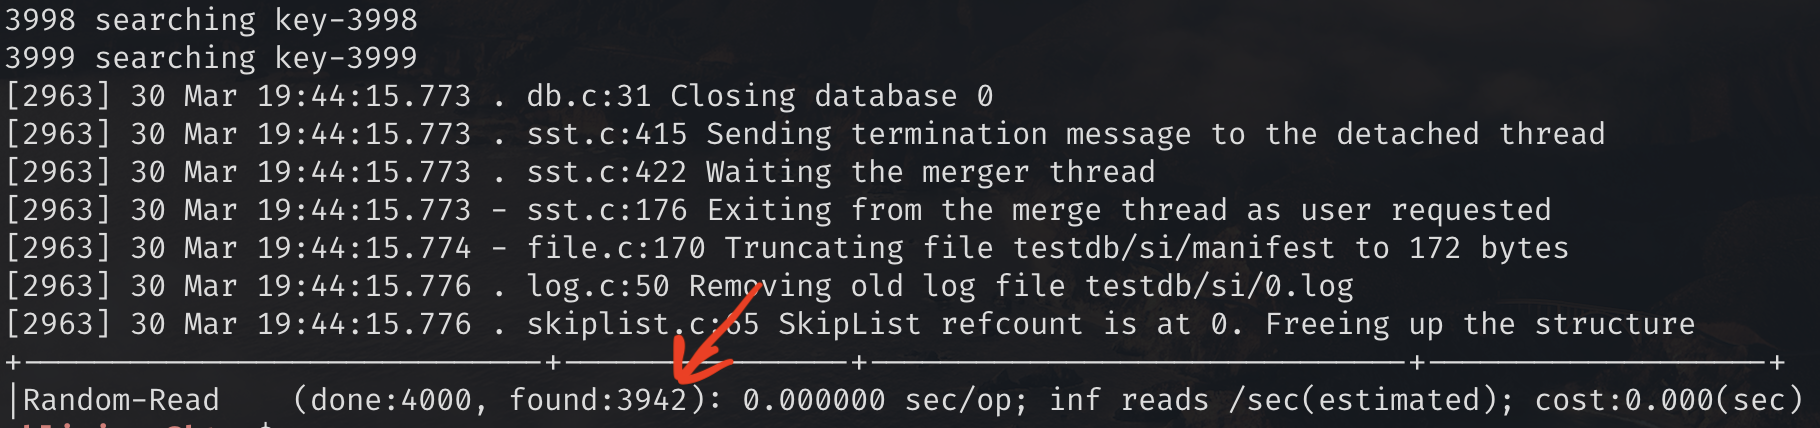 3998 searching key-3998
3999 searching key-3999
[2963] 30 Mar 19:44:15.773 . db.c:31 Closing database 0
[2963] 30 Mar 19:44:15.773 . sst.c:415 Sending termination message to the detached thread
[2963] 30 Mar 19:44:15.773 . sst.c:422 Waiting the merger thread
[2963] 30 Mar 19:44:15.773 - sst.c:176 Exiting from the merge thread as user requested
[2963] 30 Mar 19:44:15.774 - file.c:170 Truncating file testdb/si/manifest to 172 bytes
[2963] 30 Mar 19:44:15.776 . log.c:50 Removing old log file testdb/si/0.log
[2963] 30 Mar 19:44:15.776 . skiplist.c:65 SkipList refcount is at 0. Freeing up the structure
+-----------------------------+----------------+------------------------------+-------------------+
|Random-Read    (done:4000, found:3942): 0.000000 sec/op; inf reads /sec(estimated); cost:0.000(sec)